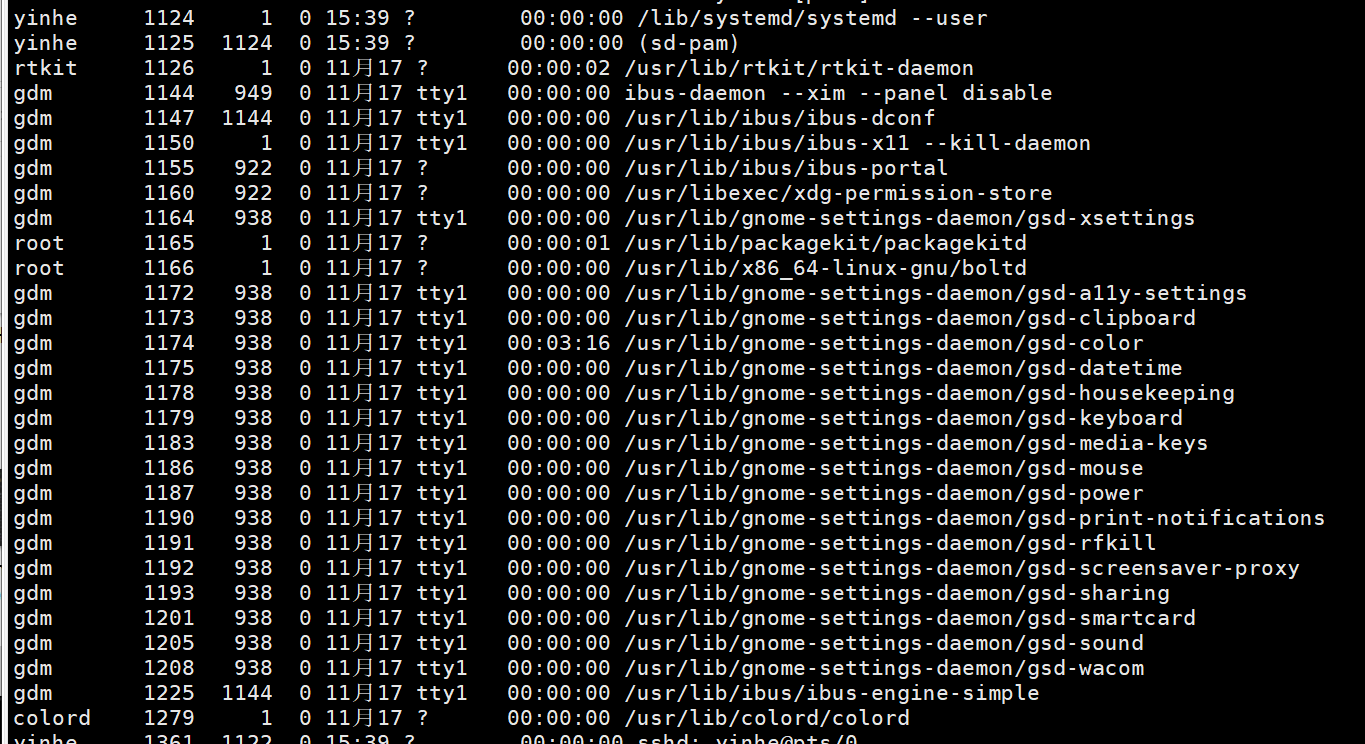 yinhe 1124 1 0 15:39 ? 00:00:00 /lib/systemd/systemd --user
yinhe 1125 1124 0 15:39 ? 00:00:00 (sd-pam)
rtkit 1126 1 0 11月17 ? 00:00:02 /usr/lib/rtkit/rtkit-daemon
gdm 1144 949 0 11月17 tty1 00:00:00 ibus-daemon --xim --panel disable
gdm 1147 1144 0 11月17 tty1 00:00:00 /usr/lib/ibus/ibus-dconf
gdm 1150 1 0 11月17 tty1 00:00:00 /usr/lib/ibus/ibus-x11 --kill-daemon
gdm 1155 922 0 11月17 ? 00:00:00 /usr/lib/ibus/ibus-portal
gdm 1160 922 0 11月17 ? 00:00:00 /usr/libexec/xdg-permission-store
gdm 1164 938 0 11月17 tty1 00:00:00 /usr/lib/gnome-settings-daemon/gsd-xsettings
root 1165 1 0 11月17 ? 00:00:01 /usr/lib/packagekit/packagekitd
root 1166 1 0 11月17 ? 00:00:00 /usr/lib/x86_64-linux-gnu/boltd
gdm 1172 938 0 11月17 tty1 00:00:00 /usr/lib/gnome-settings-daemon/gsd-a11y-settings
gdm 1173 938 0 11月17 tty1 00:00:00 /usr/lib/gnome-settings-daemon/gsd-clipboard
gdm 1174 938 0 11月17 tty1 00:03:16 /usr/lib/gnome-settings-daemon/gsd-color
gdm 1175 938 0 11月17 tty1 00:00:00 /usr/lib/gnome-settings-daemon/gsd-datetime
gdm 1178 938 0 11月17 tty1 00:00:00 /usr/lib/gnome-settings-daemon/gsd-housekeeping
gdm 1179 938 0 11月17 tty1 00:00:00 /usr/lib/gnome-settings-daemon/gsd-keyboard
gdm 1183 938 0 11月17 tty1 00:00:00 /usr/lib/gnome-settings-daemon/gsd-media-keys
gdm 1186 938 0 11月17 tty1 00:00:00 /usr/lib/gnome-settings-daemon/gsd-mouse
gdm 1187 938 0 11月17 tty1 00:00:00 /usr/lib/gnome-settings-daemon/gsd-power
gdm 1190 938 0 11月17 tty1 00:00:00 /usr/lib/gnome-settings-daemon/gsd-print-notifications
gdm 1191 938 0 11月17 tty1 00:00:00 /usr/lib/gnome-settings-daemon/gsd-rfkill
gdm 1192 938 0 11月17 tty1 00:00:00 /usr/lib/gnome-settings-daemon/gsd-screensaver-proxy
gdm 1193 938 0 11月17 tty1 00:00:00 /usr/lib/gnome-settings-daemon/gsd-sharing
gdm 1201 938 0 11月17 tty1 00:00:00 /usr/lib/gnome-settings-daemon/gsd-smartcard
gdm 1205 938 0 11月17 tty1 00:00:00 /usr/lib/gnome-settings-daemon/gsd-sound
gdm 1208 938 0 11月17 tty1 00:00:00 /usr/lib/gnome-settings-daemon/gsd-wacom
gdm 1225 1144 0 11月17 tty1 00:00:00 /usr/lib/ibus/ibus-engine-simple
colord 1279 1 0 11月17 ? 00:00:00 /usr/lib/colord/colord
yinhe 1361 1122 0 15:39 ? 00:00:00 sshd: yinhe@pts/0